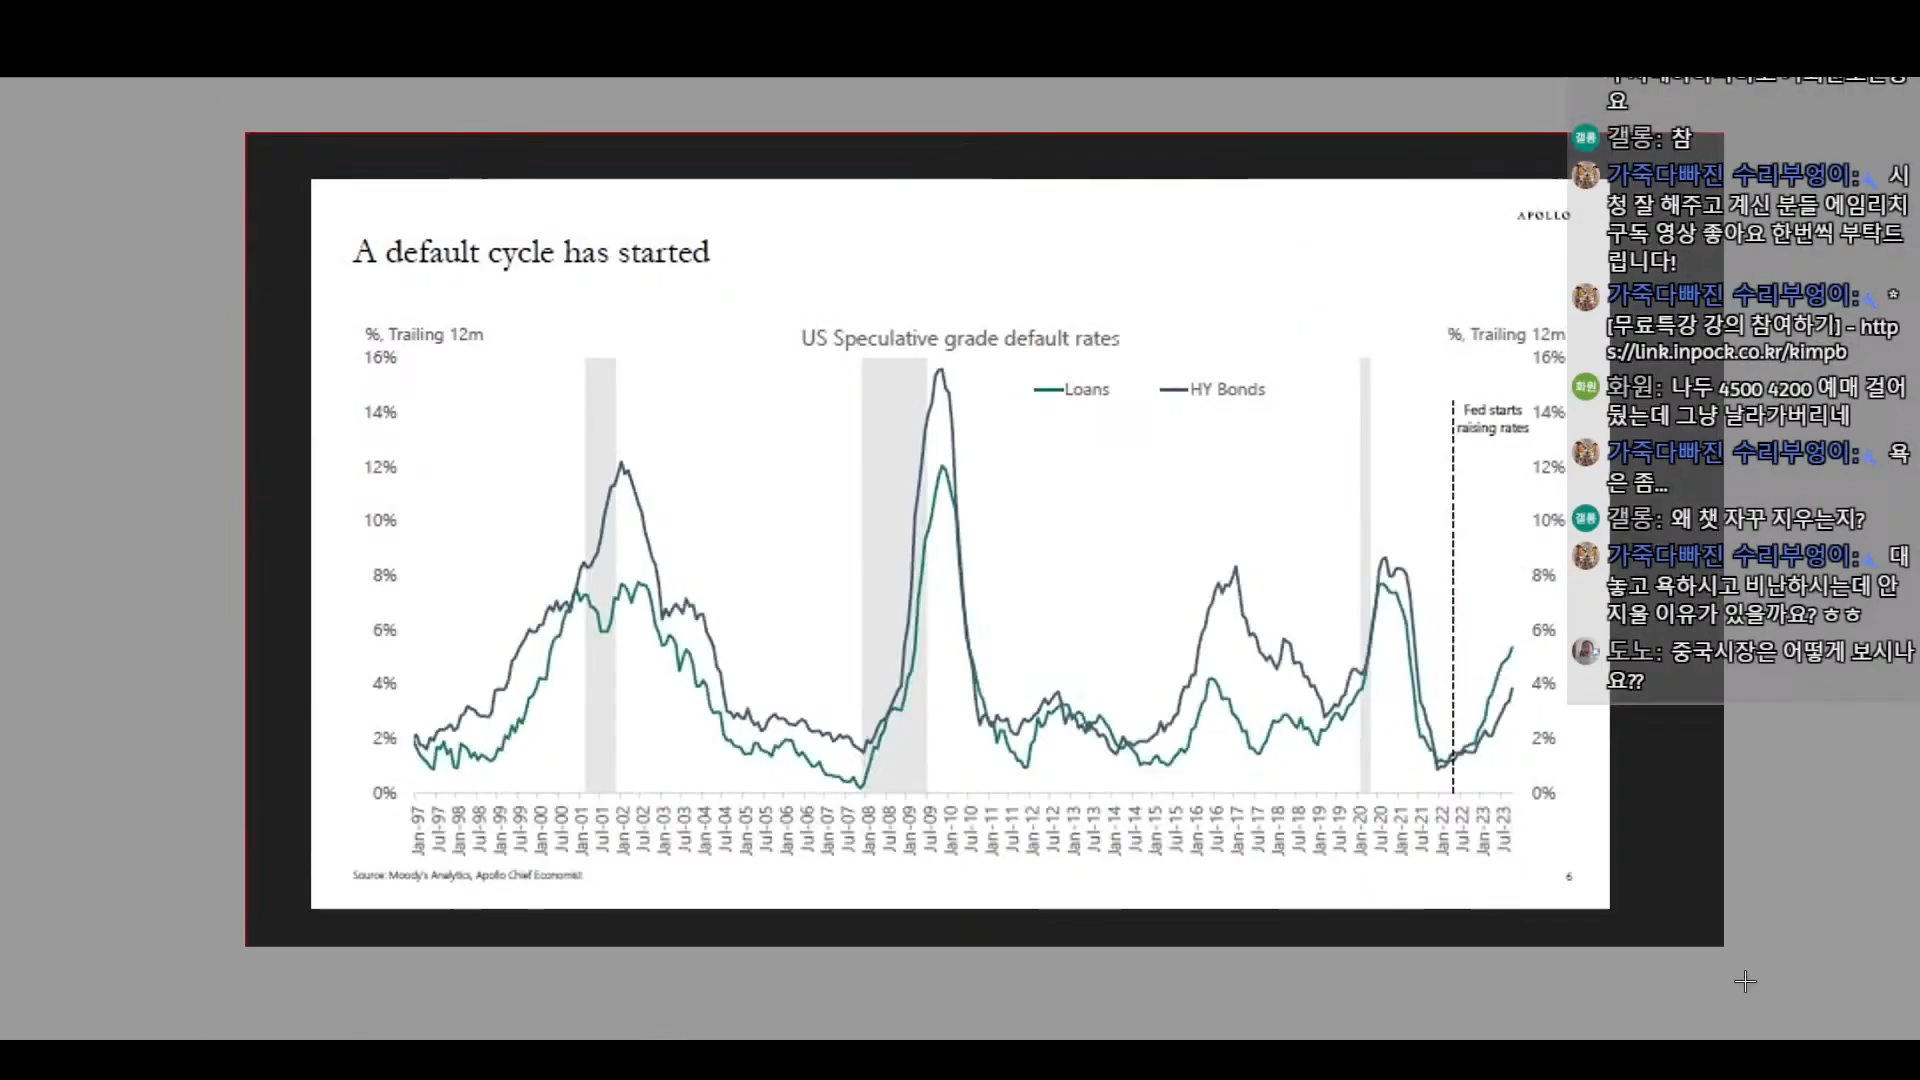 APOLLO
A default cycle has started
%, Trailing 12m
US Speculative grade default rates
%, Trailing 12m
16%
14%
12%
10%
8%
6%
4%
2%
0%
Loans
HY Bonds
Fed starts
raising rates
16%
14%
12%
10%
8%
6%
4%
2%
0%
Jan-97
Jul-97
Jan-98
Jul-98
Jan-99
Jul-99
Jan-00
Jul-00
Jan-01
Jul-01
Jan-02
Jul-02
Jan-03
Jul-03
Jan-04
Jul-04
Jan-05
Jul-05
Jan-06
Jul-06
Jan-07
Jul-07
Jan-08
Jul-08
Jan-09
Jul-09
Jan-10
Jul-10
Jan-11
Jul-11
Jan-12
Jul-12
Jan-13
Jul-13
Jan-14
Jul-14
Jan-15
Jul-15
Jan-16
Jul-16
Jan-17
Jul-17
Jan-18
Jul-18
Jan-19
Jul-19
Jan-20
Jul-20
Jan-21
Jul-21
Jan-22
Jul-22
Jan-23
Jul-23
Source: Moody's Analytics, Apollo Chief Economist
6
요
갤롱
갤롱: 참
가죽다빠진 수리부엉이: 시
청 잘 해주고 계신 분들 에임리치
구독 영상 좋아요 한번씩 부탁드
립니다!
가죽다빠진 수리부엉이: *
[무료특강 강의 참여하기] - http
s://link.inpock.co.kr/kimpb
화원
화원: 나두 4500 4200 예매 걸어
뒀는데 그냥 날라가버리네
가죽다빠진 수리부엉이: 욕
은 좀...
갤롱
갤롱: 왜 챗 자꾸 지우는지?
가죽다빠진 수리부엉이: 대
놓고 욕하시고 비난하시는데 안
지울 이유가 있을까요? ㅎㅎ
도노: 중국시장은 어떻게 보시나
요??